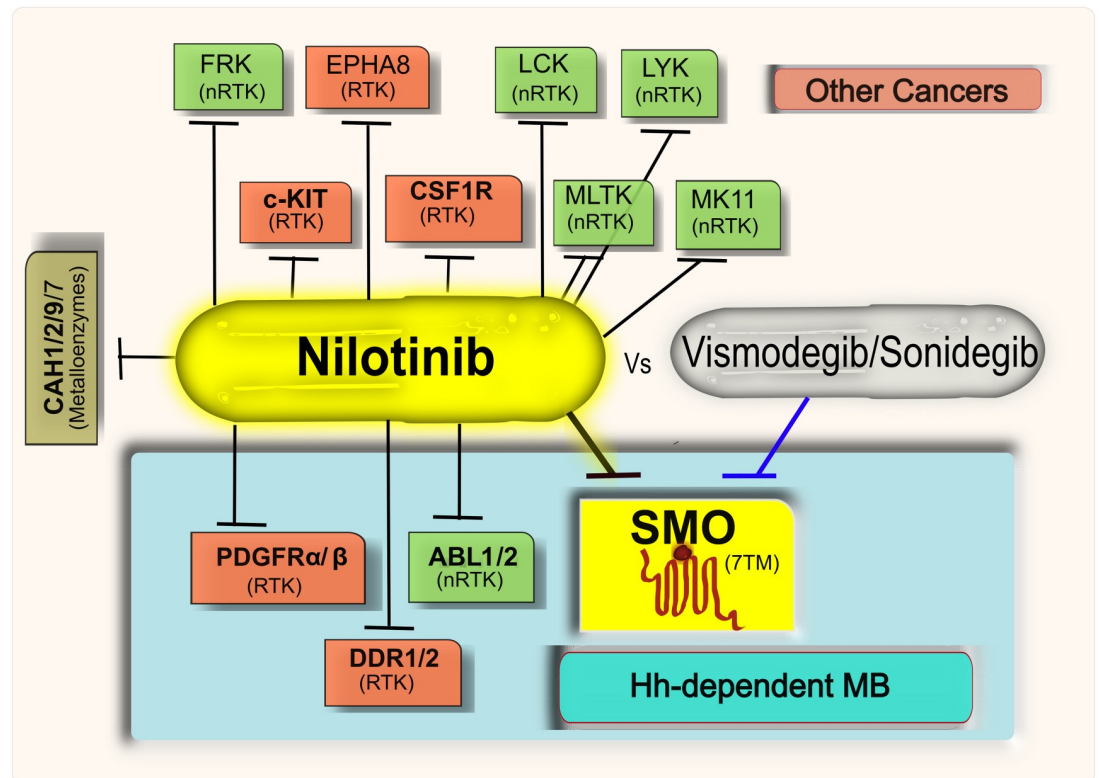 FRK
(nRTK)
EPHA8
(RTK)
LCK
(nRTK)
LYK
(nRTK)
Other Cancers
c-KIT
(RTK)
CSF1R
(RTK)
MLTK
(nRTK)
MK11
(nRTK)
CAH1/2/9/7
(Metalloenzymes)
Nilotinib
Vs
Vismodegib/Sonidegib
PDGFRα/ β
(RTK)
ABL1/2
(nRTK)
SMO
(7TM)
DDR1/2
(RTK)
Hh-dependent MB